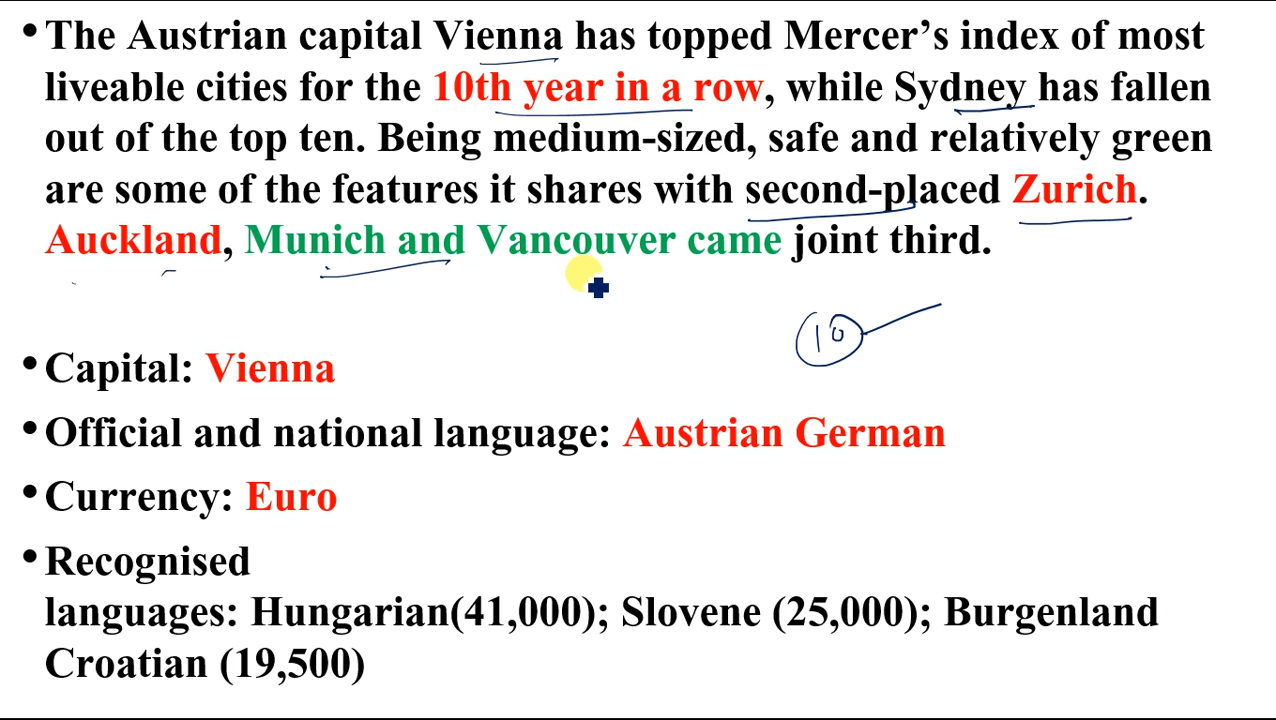 • The Austrian capital Vienna has topped Mercer’s index of most
liveable cities for the 10th year in a row, while Sydney has fallen
out of the top ten. Being medium-sized, safe and relatively green
are some of the features it shares with second-placed Zurich.
Auckland, Munich and Vancouver came joint third.
10
• Capital: Vienna
• Official and national language: Austrian German
• Currency: Euro
• Recognised
languages: Hungarian(41,000); Slovene (25,000); Burgenland
Croatian (19,500)